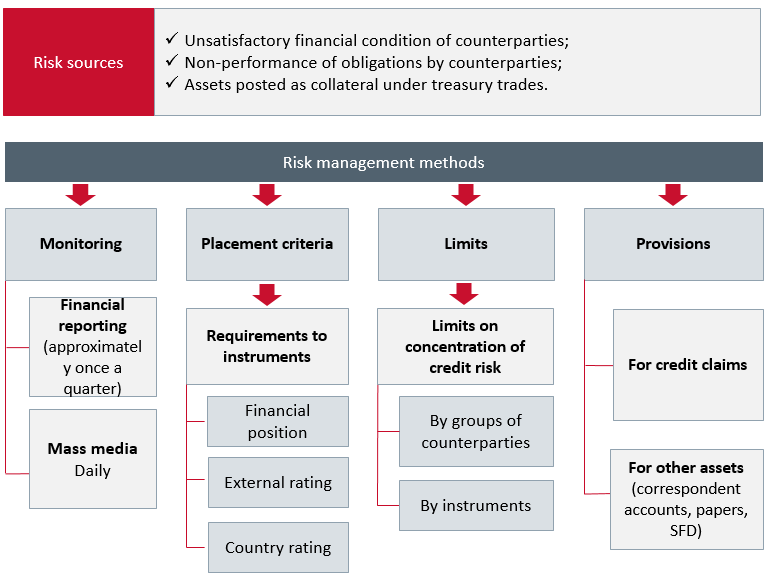 Risk sources
✓ Unsatisfactory financial condition of counterparties;
✓ Non-performance of obligations by counterparties;
✓ Assets posted as collateral under treasury trades.
Risk management methods
Monitoring
Financial
reporting
(approximatel
y once a
quarter)
Mass media
Daily
Placement criteria
Requirements to
instruments
Financial
position
External rating
Country rating
Limits
Limits on
concentration of
credit risk
By groups of
counterparties
By instruments
Provisions
For credit claims
For other assets
(correspondent
accounts, papers,
SFD)